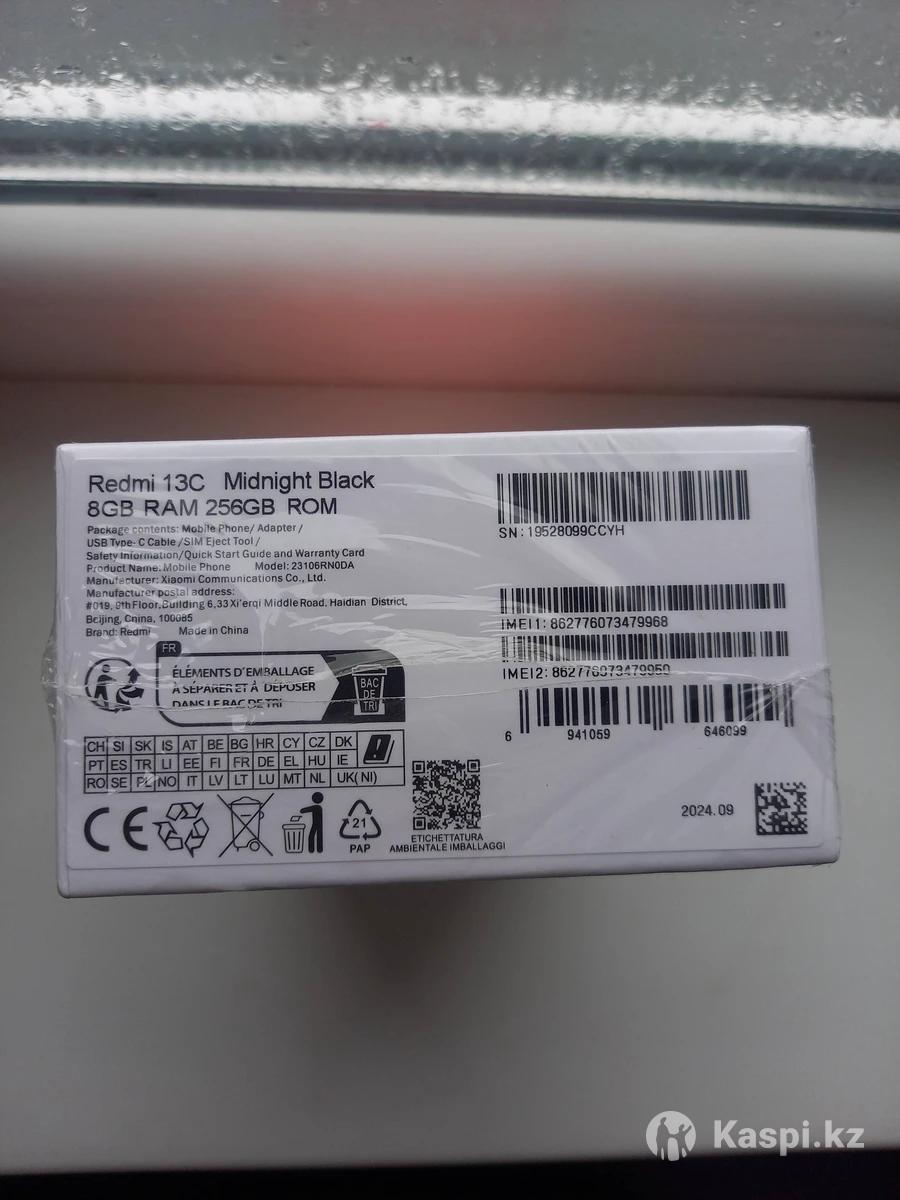 Redmi 13C Midnight Black
8GB RAM 256GB ROM
Package contents: Mobile Phone/ Adapter /
USB Type- C Cable /SIM Eject Tool /
Safety Information/Quick Start Guide and Warranty Card
Product Name: Mobile Phone Model: 23106RN0DA
Manufacturer: Xiaomi Communications Co., Ltd.
Manufacturer postal address:
#019, 9th Floor, Building 6, 33 Xi'erqi Middle Road, Haidian District,
Beijing, China, 100085
Brand: Redmi Made in China
FR
ÉLÉMENTS D'EMBALLAGE
À SÉPARER ET À DÉPOSER
DANS LE BAC DE TRI
BAC
DE
TRI
CH SI SK IS AT BE BG HR CY CZ DK
PT ES TR LI EE FI FR DE EL HU IE
RO SE PL NO IT LV LT LU MT NL UK( NI)
CE
21
PAP
ETICHETTATURA
AMBIENTALE IMBALLAGGI
SN: 19528099CCYH
IMEI1: 862776073479968
IMEI2: 862776073479950
6 941059 646099
2024.09
Kaspi.kz